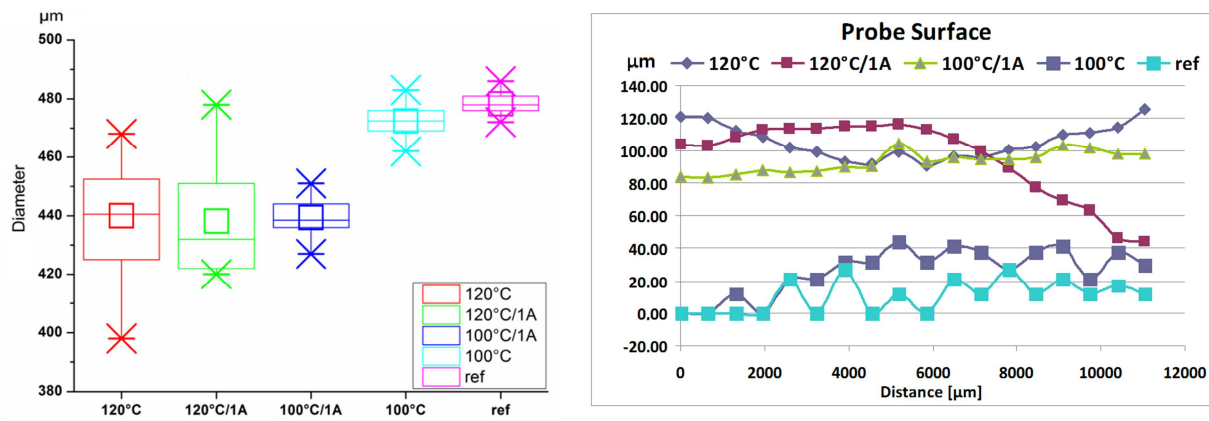 µm
500
480
460
440
420
400
380
Diameter
120°C
120°C/1A
100°C/1A
100°C
ref
120°C
120°C/1A
100°C/1A
100°C
ref
Probe Surface
µm
120°C 120°C/1A 100°C/1A 100°C ref
140.00
120.00
100.00
80.00
60.00
40.00
20.00
0.00
-20.00
0 2000 4000 6000 8000 10000 12000
Distance [µm]